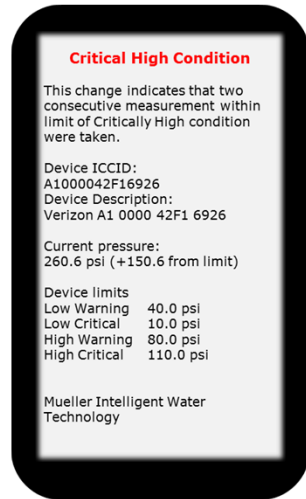 Critical High Condition
This change indicates that two
consecutive measurement within
limit of Critically High condition
were taken.
Device ICCID:
A1000042F16926
Device Description:
Verizon A1 0000 42F1 6926
Current pressure:
260.6 psi (+150.6 from limit)
Device limits
Low Warning 40.0 psi
Low Critical 10.0 psi
High Warning 80.0 psi
High Critical 110.0 psi
Mueller Intelligent Water
Technology